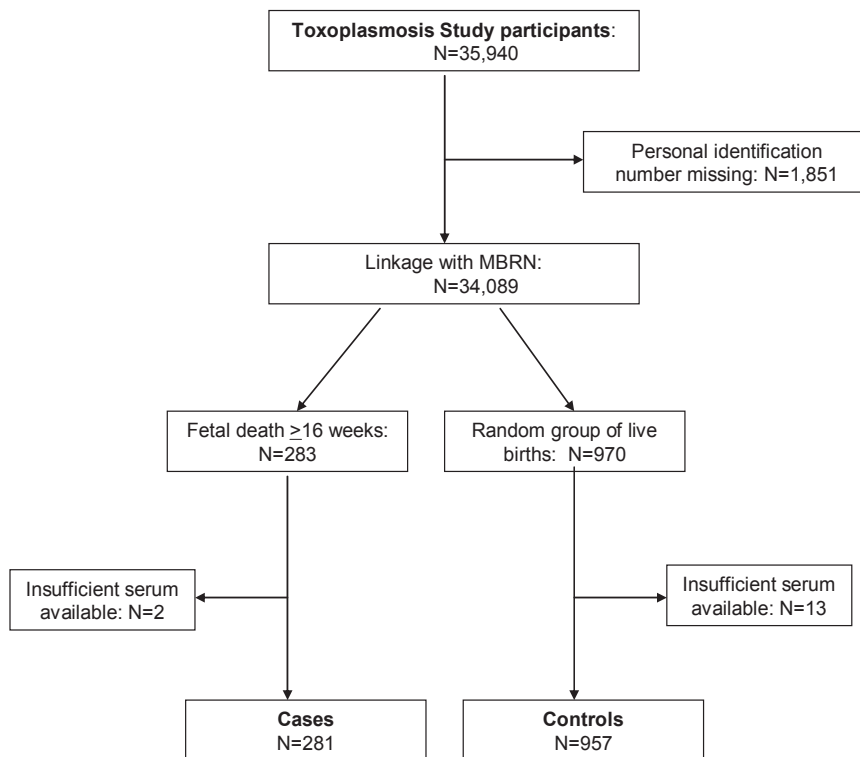 Toxoplasmosis Study participants:
N=35,940
Personal identification
number missing: N=1,851
Linkage with MBRN:
N=34,089
Fetal death ≥16 weeks:
N=283
Random group of live
births: N=970
Insufficient serum
available: N=2
Insufficient serum
available: N=13
Cases
N=281
Controls
N=957